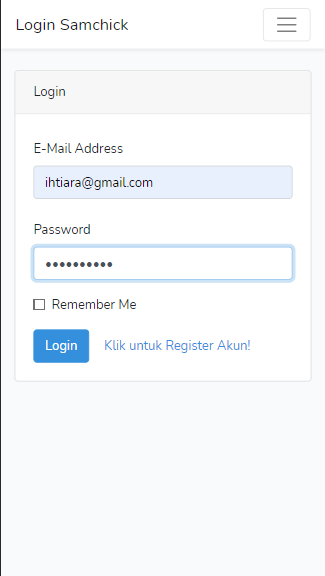 Login Samchick
Login
E-Mail Address
ihtiara@gmail.com
Password
Remember Me
Login Klik untuk Register Akun!